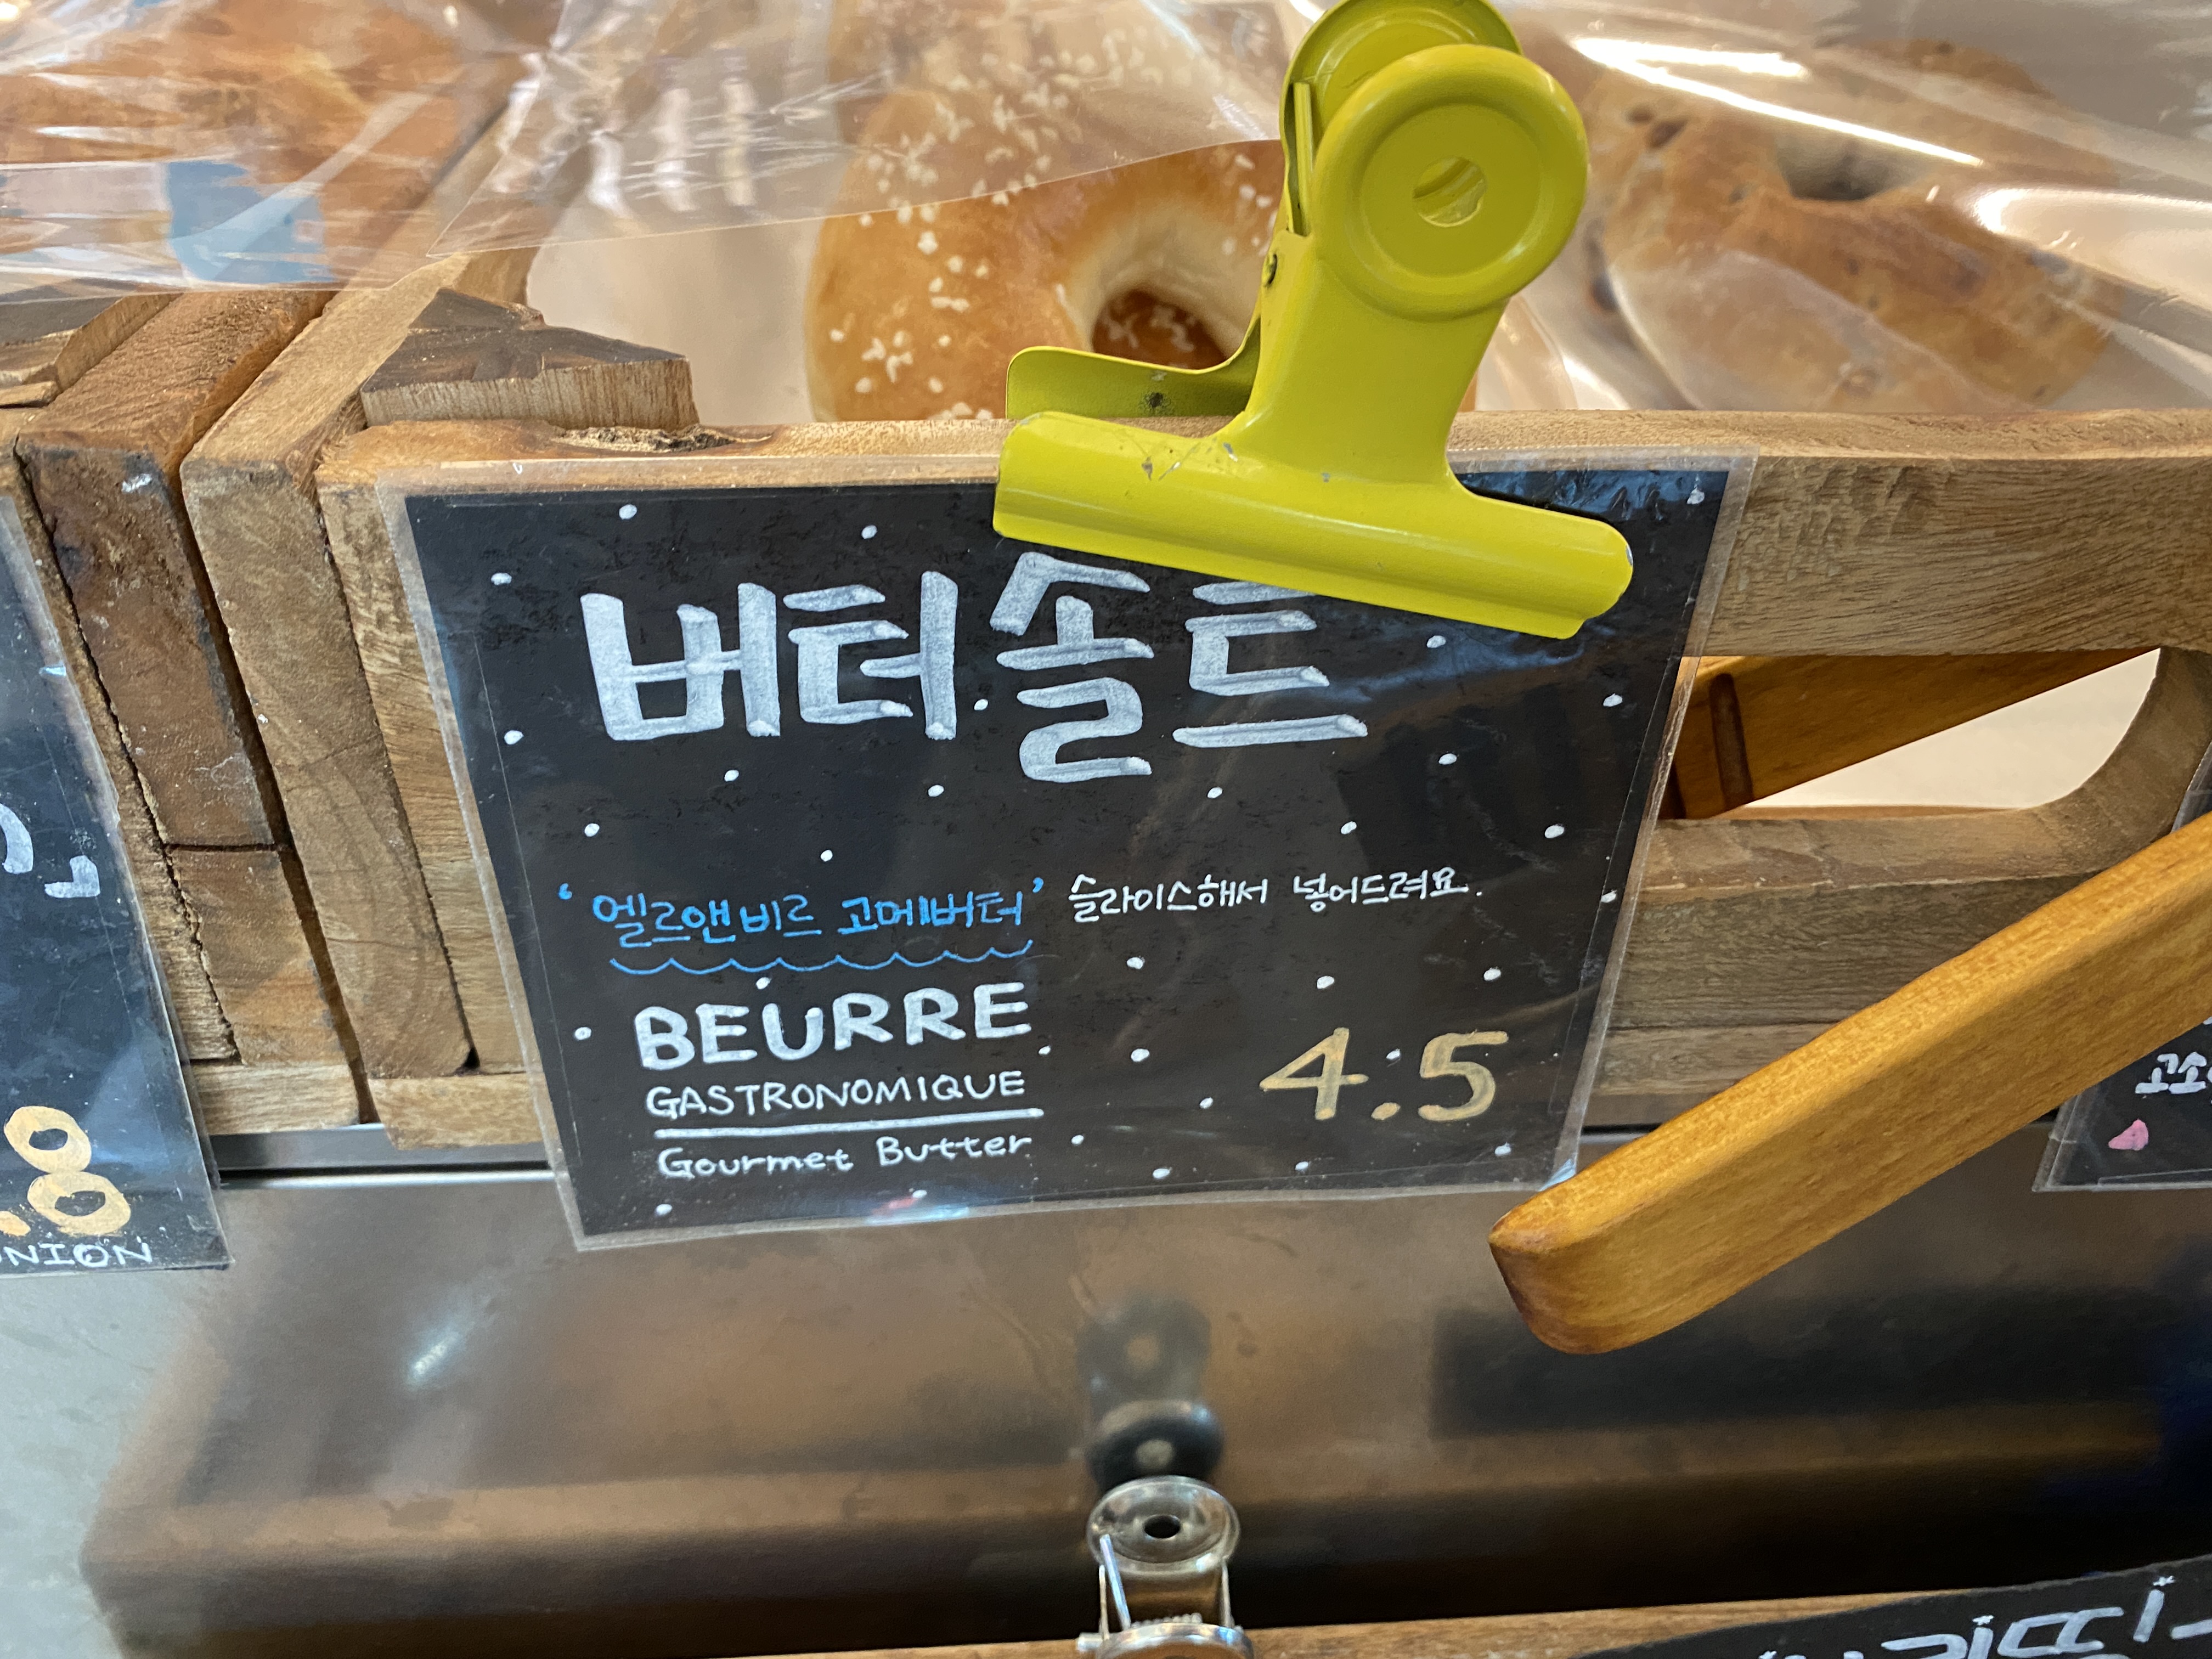 버터솔트
'엘르앤비르 고메버터' 슬라이스해서 넣어드려요.
BEURRE
GASTRONOMIQUE
Gourmet Butter
4.5